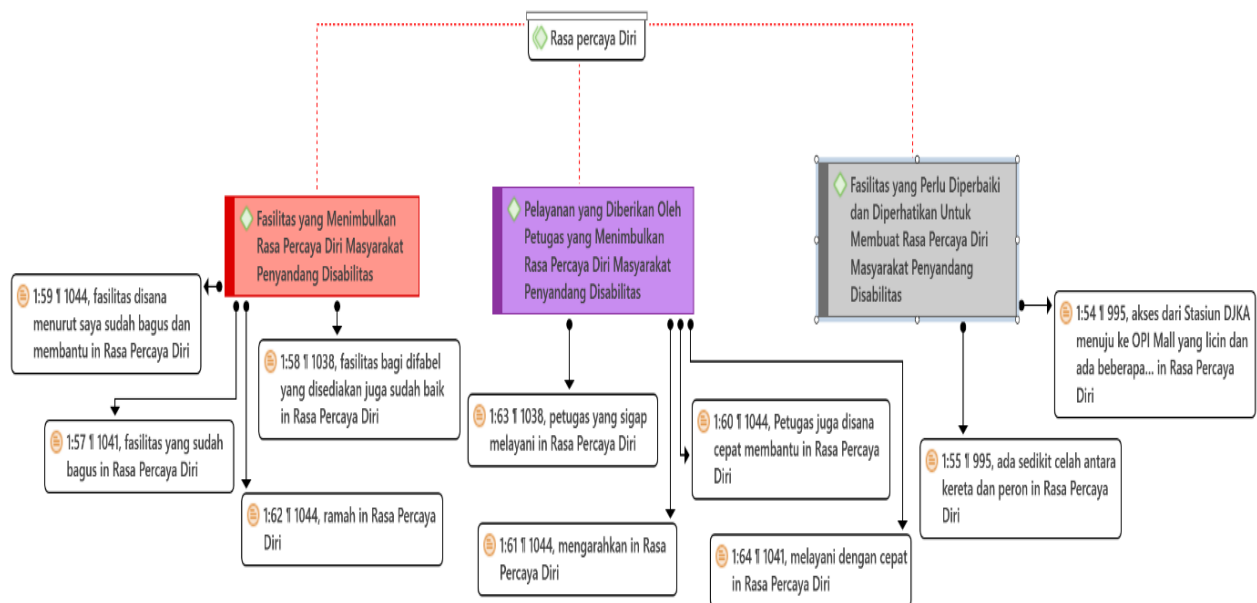 Rasa percaya Diri
Fasilitas yang Menimbulkan
Rasa Percaya Diri Masyarakat
Penyandang Disabilitas
Pelayanan yang Diberikan Oleh
Petugas yang Menimbulkan
Rasa Percaya Diri Masyarakat
Penyandang Disabilitas
Fasilitas yang Perlu Diperbaiki
dan Diperhatikan Untuk
Membuat Rasa Percaya Diri
Masyarakat Penyandang
Disabilitas
1:59 ¶ 1044, fasilitas disana
menurut saya sudah bagus dan
membantu in Rasa Percaya Diri
1:58 ¶ 1038, fasilitas bagi difabel
yang disediakan juga sudah baik
in Rasa Percaya Diri
1:57 ¶ 1041, fasilitas yang sudah
bagus in Rasa Percaya Diri
1:62 ¶ 1044, ramah in Rasa Percaya
Diri
1:63 ¶ 1038, petugas yang sigap
melayani in Rasa Percaya Diri
1:60 ¶ 1044, Petugas juga disana
cepat membantu in Rasa Percaya
Diri
1:61 ¶ 1044, mengarahkan in Rasa
Percaya Diri
1:64 ¶ 1041, melayani dengan cepat
in Rasa Percaya Diri
1:54 ¶ 995, akses dari Stasiun DJKA
menuju ke OPI Mall yang licin dan
ada beberapa... in Rasa Percaya
Diri
1:55 ¶ 995, ada sedikit celah antara
kereta dan peron in Rasa Percaya
Diri